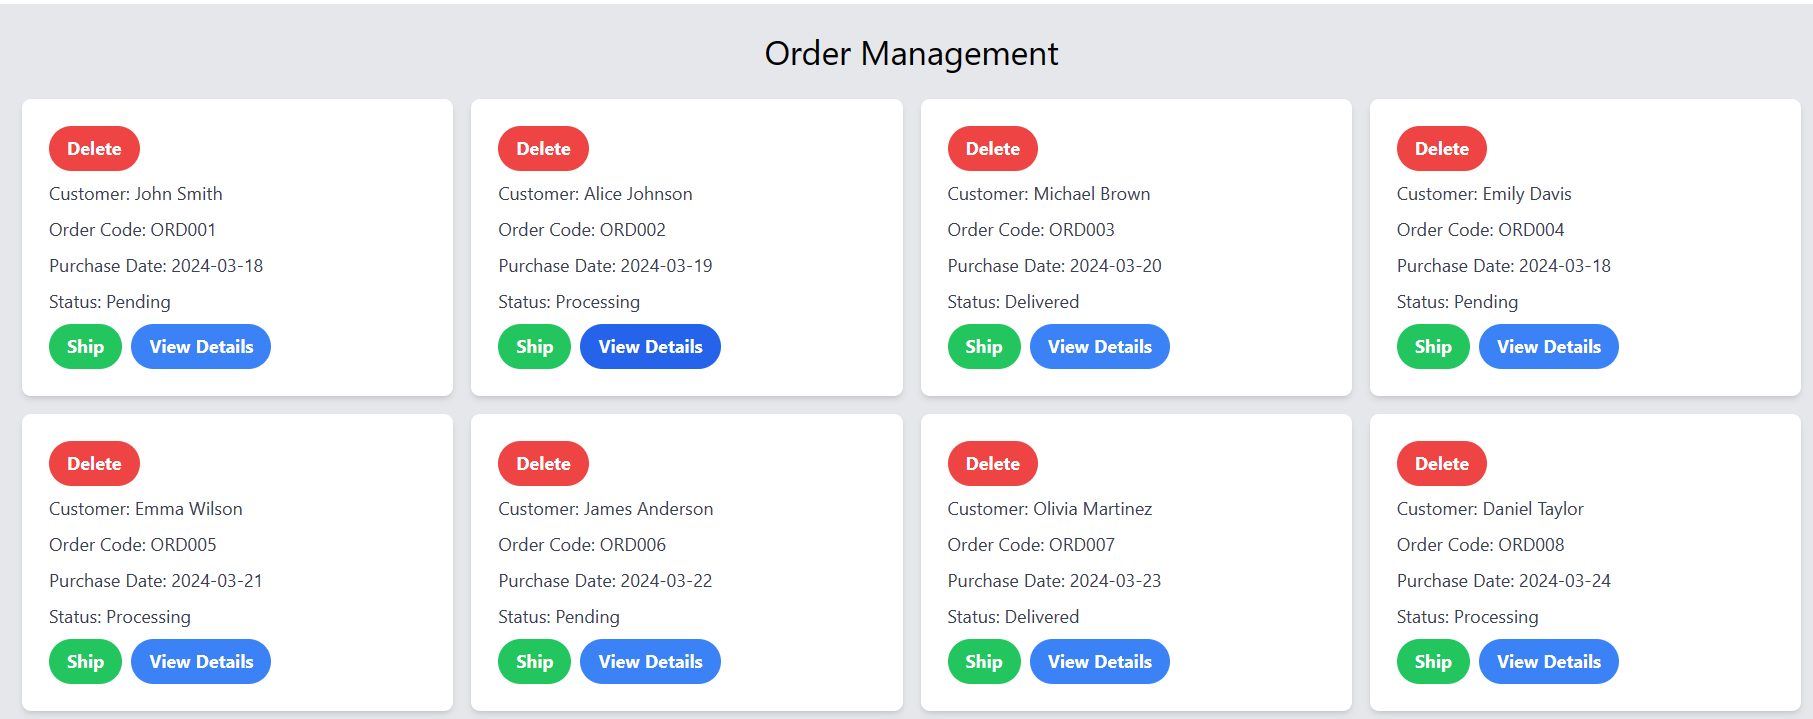 Order Management
Delete
Customer: John Smith
Order Code: ORD001
Purchase Date: 2024-03-18
Status: Pending
Ship View Details
Delete
Customer: Alice Johnson
Order Code: ORD002
Purchase Date: 2024-03-19
Status: Processing
Ship View Details
Delete
Customer: Michael Brown
Order Code: ORD003
Purchase Date: 2024-03-20
Status: Delivered
Ship View Details
Delete
Customer: Emily Davis
Order Code: ORD004
Purchase Date: 2024-03-18
Status: Pending
Ship View Details
Delete
Customer: Emma Wilson
Order Code: ORD005
Purchase Date: 2024-03-21
Status: Processing
Ship View Details
Delete
Customer: James Anderson
Order Code: ORD006
Purchase Date: 2024-03-22
Status: Pending
Ship View Details
Delete
Customer: Olivia Martinez
Order Code: ORD007
Purchase Date: 2024-03-23
Status: Delivered
Ship View Details
Delete
Customer: Daniel Taylor
Order Code: ORD008
Purchase Date: 2024-03-24
Status: Processing
Ship View Details